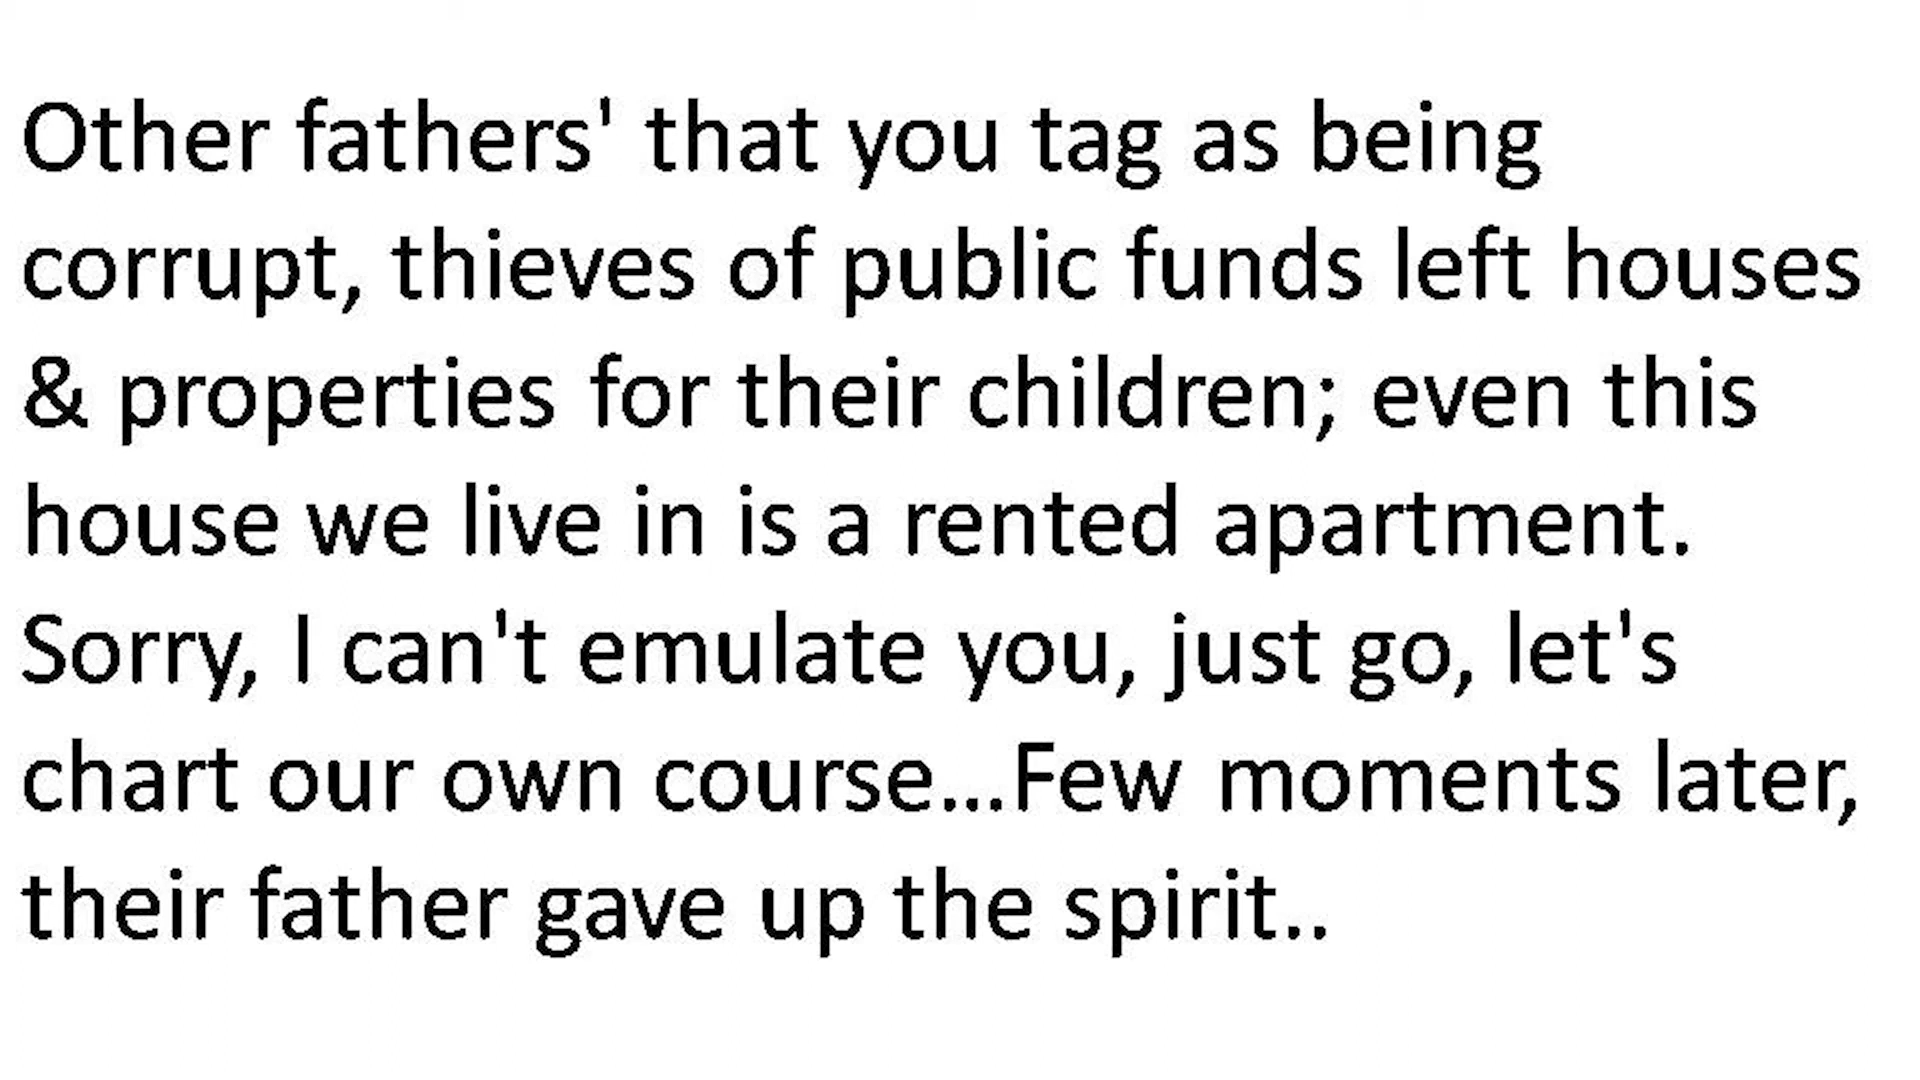 Other fathers' that you tag as being
corrupt, thieves of public funds left houses
& properties for their children; even this
house we live in is a rented apartment.
Sorry, I can't emulate you, just go, let's
chart our own course...Few moments later,
their father gave up the spirit..